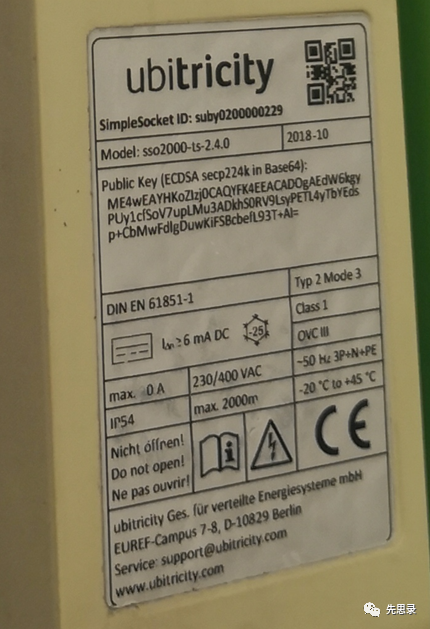 ubitricity
SimpleSocket ID: suby0200000229
Model: sso2000-ts-2.4.0
2018-10
Public Key (ECDSA secp224k in Base64):
DIN EN 61851-1
Typ 2 Mode 3
Class 1
≥6 mA DC
-25
OVC III
max. 0 A
230/400 VAC
~50 Hz 3P+N+PE
IP54
max. 2000m
-20 °C to +45 °C
Nicht öffnen!
Do not open!
Ne pas ouvrir!
CE
ubitricity Ges. für verteilte Energiesysteme mbH
EUREF-Campus 7-8, D-10829 Berlin
Service: support@ubitricity.com
www.ubitricity.com
先思录